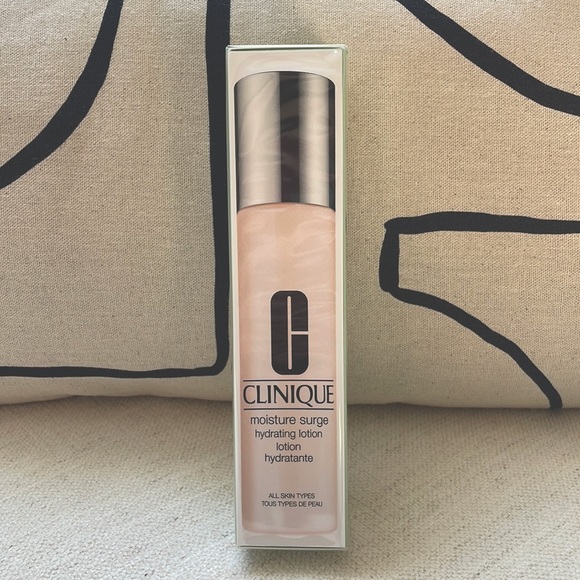 C
CLINIQUE
moisture surge
hydrating lotion
lotion
hydratante
ALL SKIN TYPES
TOUS TYPES DE PEAU